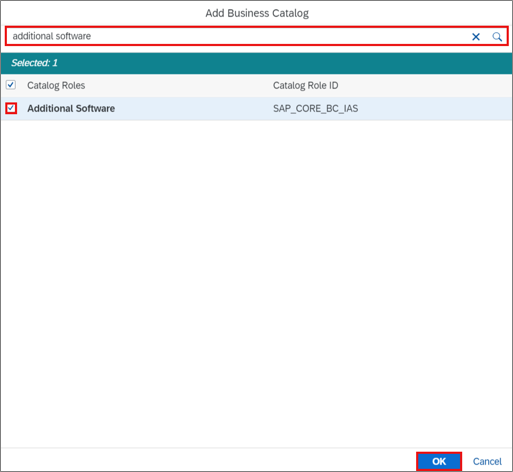 Add Business Catalog
additional software
Selected: 1
Catalog Roles Catalog Role ID
Additional Software SAP_CORE_BC_IAS
OK Cancel